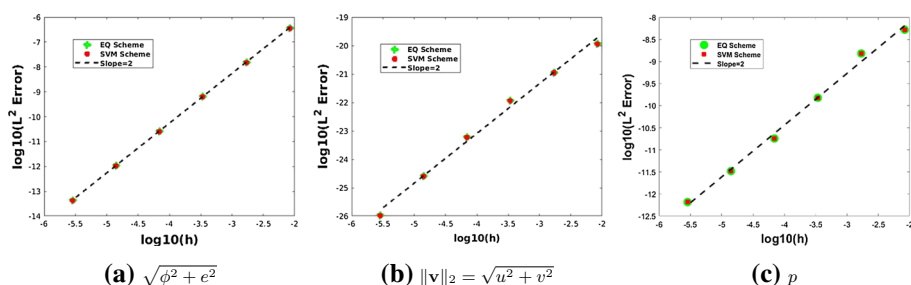 -6
-7
-8
-9
-10
-11
-12
-13
-14
log10(L² Error)
EQ Scheme
SVM Scheme
Slope=2
-6 -5.5 -5 -4.5 -4 -3.5 -3 -2.5 -2
log10(h)
(a) √ϕ² + e²
-19
-20
-21
-22
-23
-24
-25
-26
log10(L² Error)
EQ Scheme
SVM Scheme
Slope=2
-6 -5.5 -5 -4.5 -4 -3.5 -3 -2.5 -2
log10(h)
(b) ‖v‖₂ = √u² + v²
-8
-8.5
-9
-9.5
-10
-10.5
-11
-11.5
-12
-12.5
log10(L² Error)
EQ Scheme
SVM Scheme
Slope=2
-6 -5.5 -5 -4.5 -4 -3.5 -3 -2.5 -2
log10(h)
(c) p